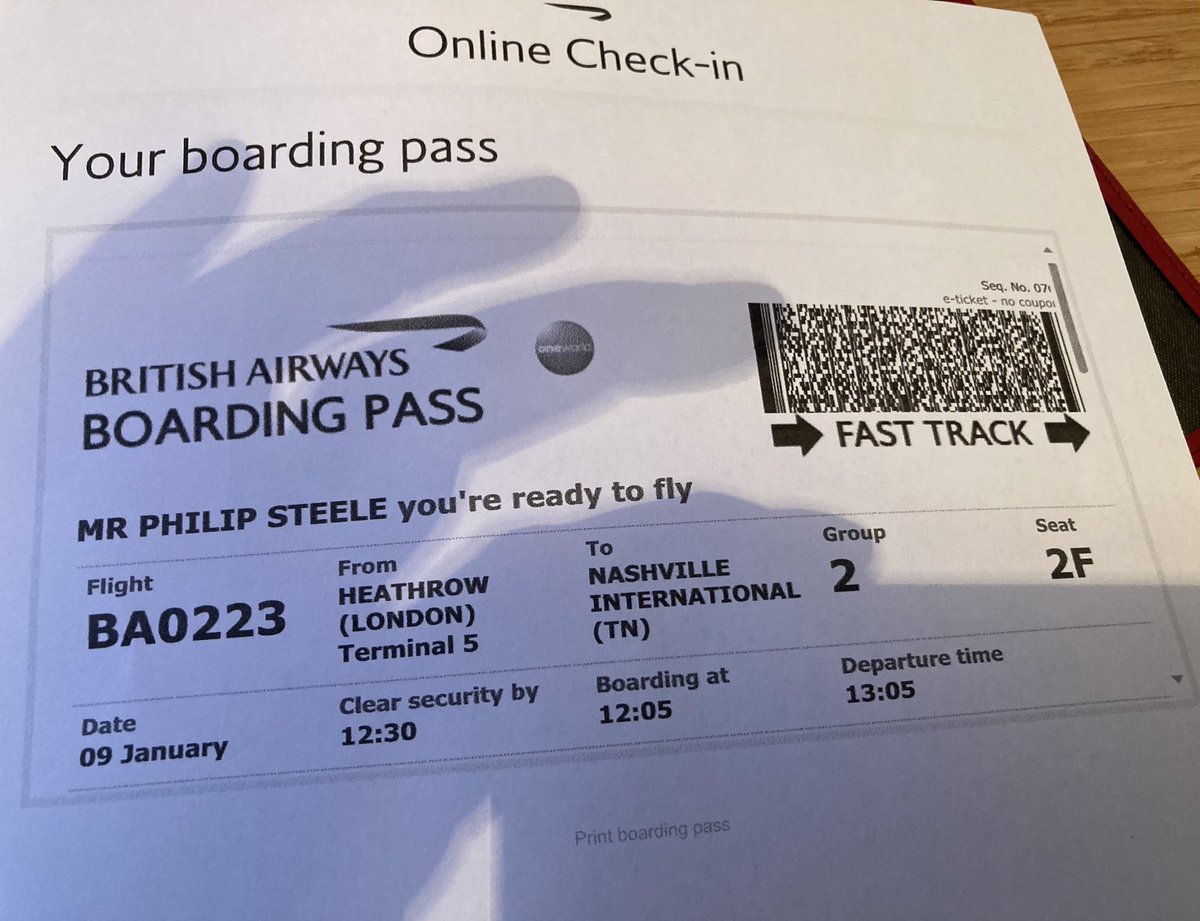 Online Check-in
Your boarding pass
Seq. No. 07
e-ticket - no coupo
BRITISH AIRWAYS
BOARDING PASS
FAST TRACK
MR PHILIP STEELE you're ready to fly
Flight
BA0223
From
HEATHROW
(LONDON)
Terminal 5
To
NASHVILLE
INTERNATIONAL
(TN)
Group
2
Seat
2F
Date
09 January
Clear security by
12:30
Boarding at
12:05
Departure time
13:05
Print boarding pass